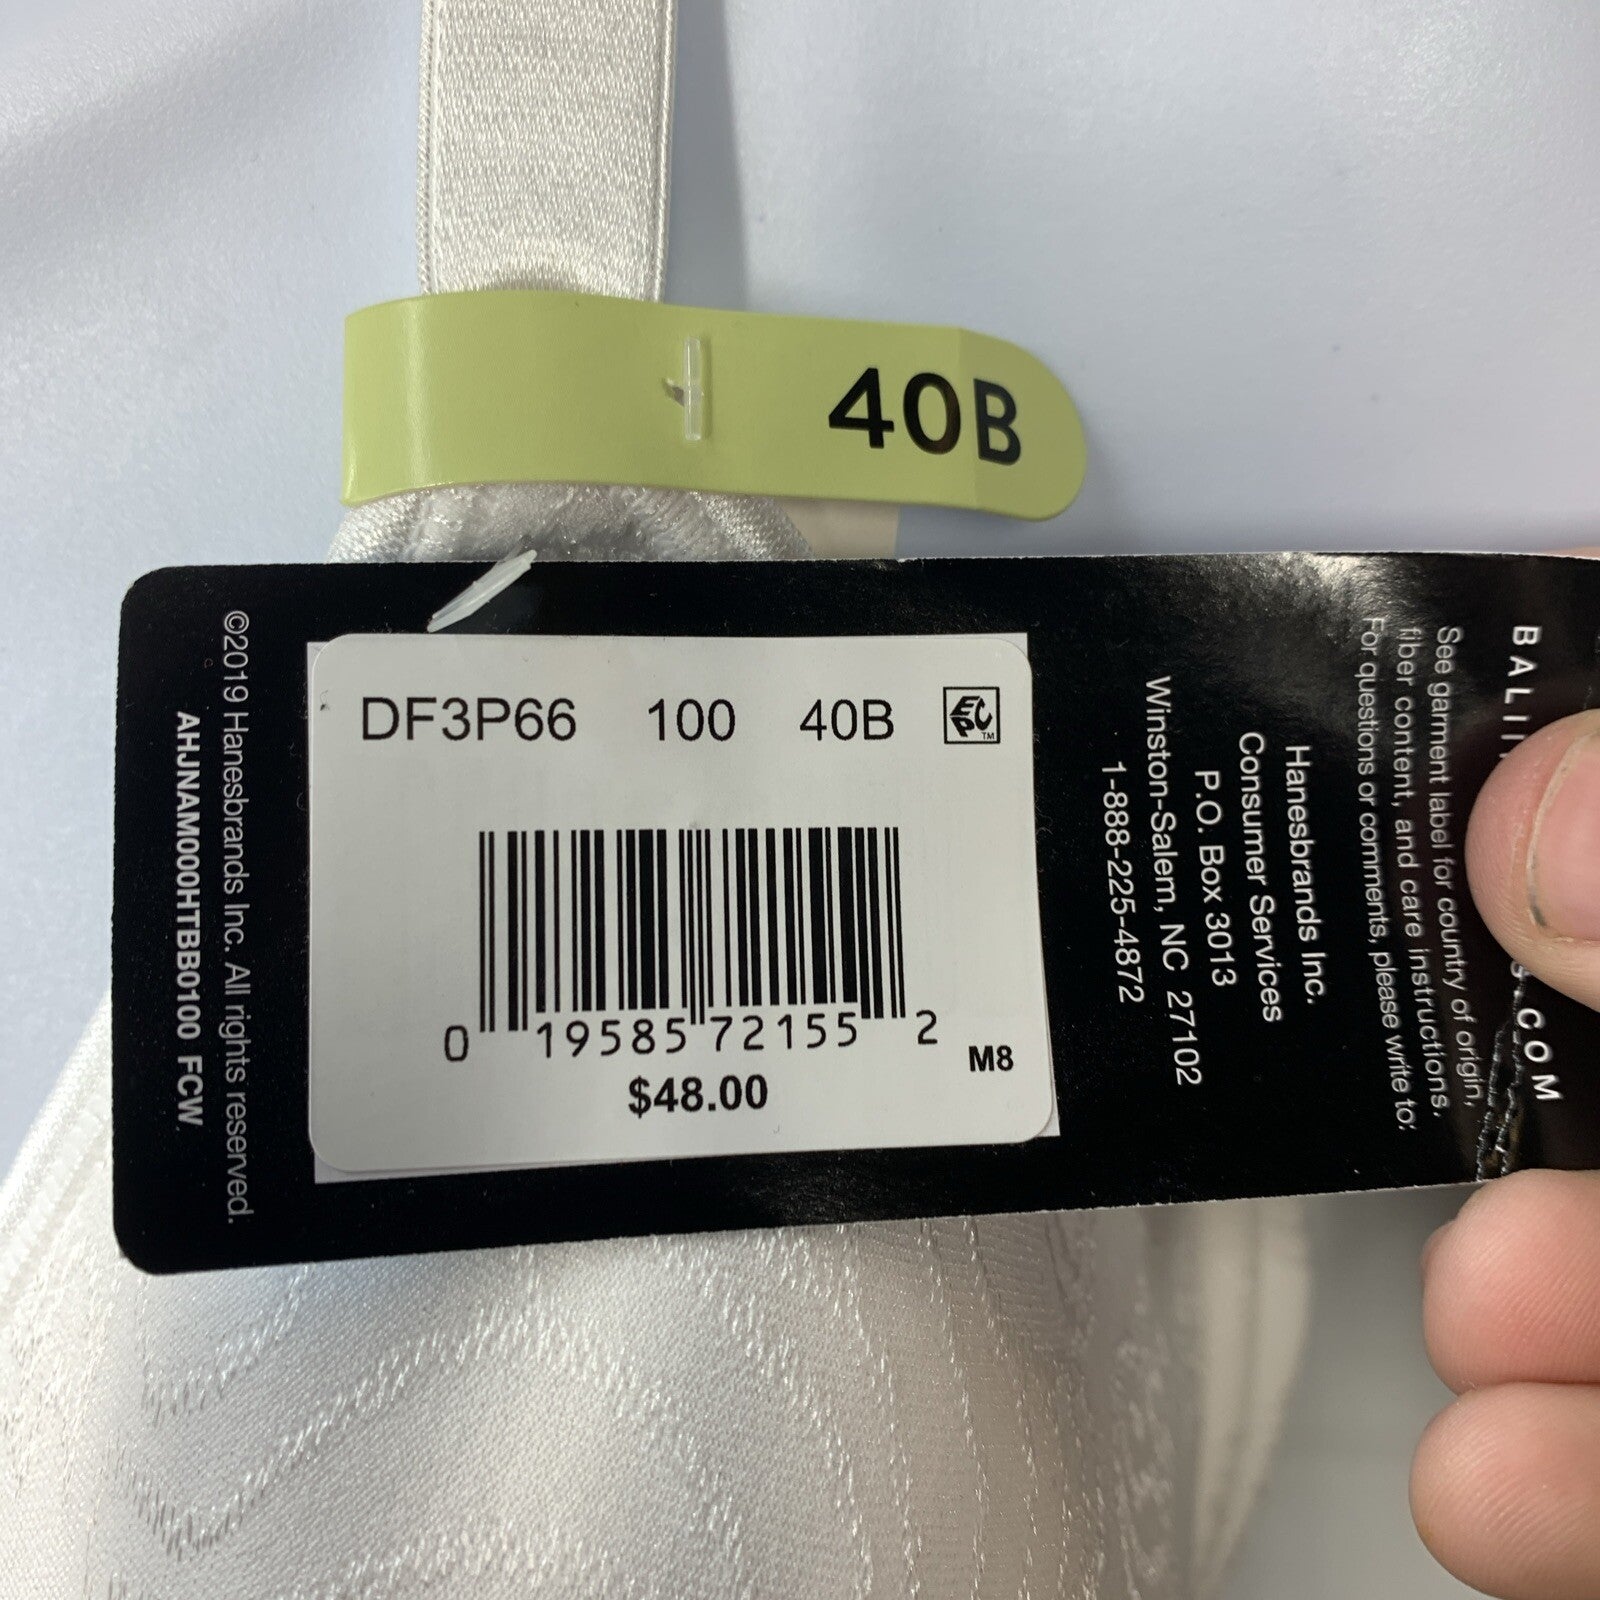 40B
DF3P66 100 40B
EPC TM
0 19585 72155 2
M8
$48.00
See garment label for country of origin,
fiber content, and care instructions.
For questions or comments, please write to:
Hanesbrands Inc.
Consumer Services
P.O. Box 3013
Winston-Salem, NC 27102
1-888-225-4872
©2019 Hanesbrands Inc. All rights reserved.
AHJNAM000HTBB0100 FCW